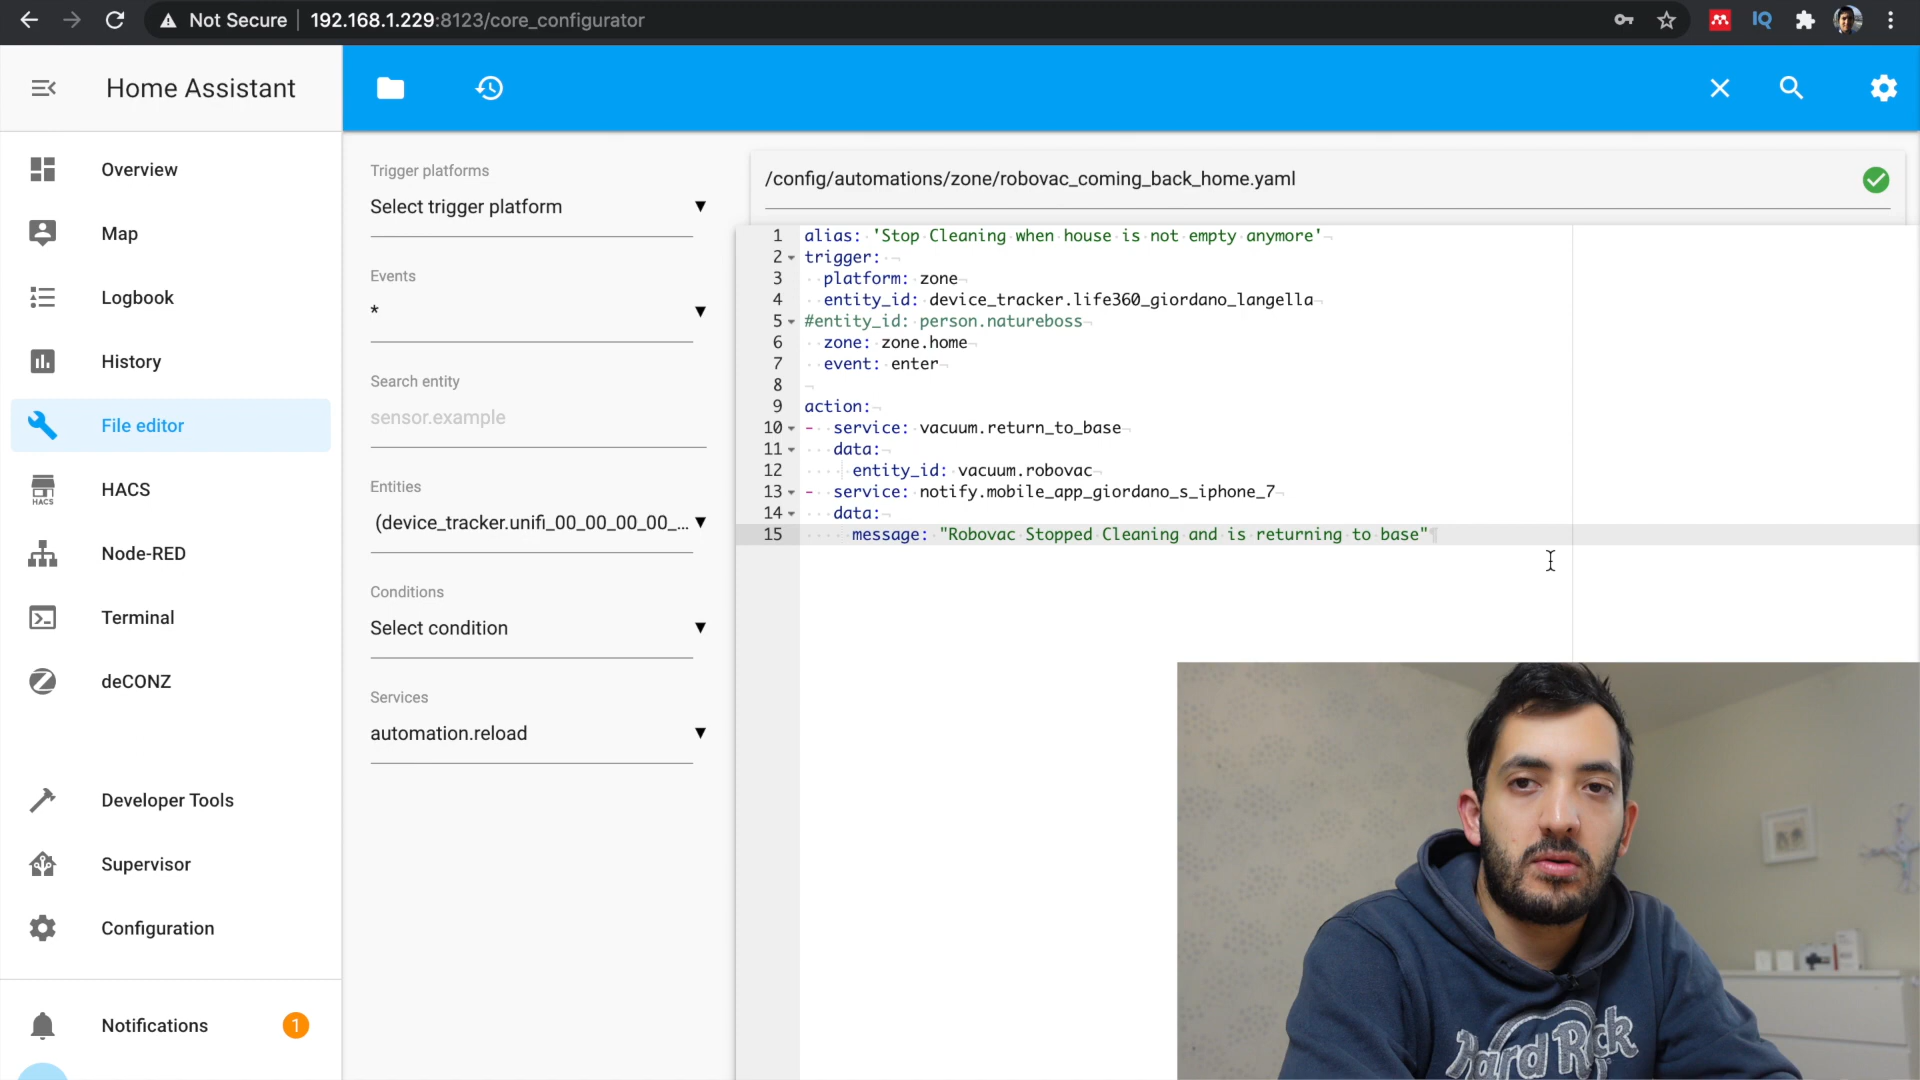 Not Secure 192.168.1.229:8123/core_configurator
IQ
Home Assistant
Overview
Map
Logbook
History
File editor
HACS
HACS
Node-RED
Terminal
deCONZ
Developer Tools
Supervisor
Configuration
Notifications 1
Trigger platforms
Select trigger platform
Events
*
Search entity
sensor.example
Entities
(device_tracker.unifi_00_00_00_00_...
Conditions
Select condition
Services
automation.reload
/config/automations/zone/robovac_coming_back_home.yaml
1 alias: 'Stop Cleaning when house is not empty anymore'
2 trigger:
3 platform: zone
4 entity_id: device_tracker.life360_giordano_langella
5 #entity_id: person.natureboss
6 zone: zone.home
7 event: enter
8
9 action:
10 - service: vacuum.return_to_base
11 data:
12 entity_id: vacuum.robovac
13 - service: notify.mobile_app_giordano_s_iphone_7
14 data:
15 message: "Robovac Stopped Cleaning and is returning to base"
Hard Rock